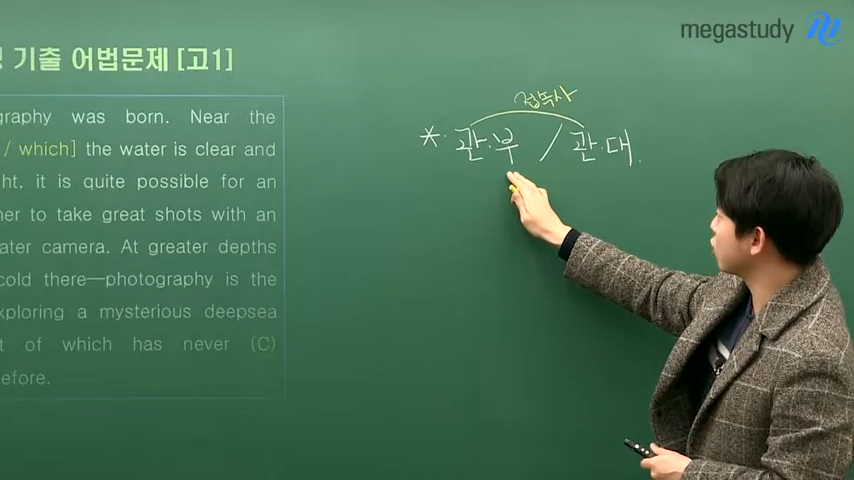 megastudy
기출 어법문제 [고1]
graphy was born. Near the
/ which] the water is clear and
ht, it is quite possible for an
her to take great shots with an
ater camera. At greater depths
cold there—photography is the
xploring a mysterious deepsea
t of which has never (C)
efore.
접속사
* 관·부 / 관·대.